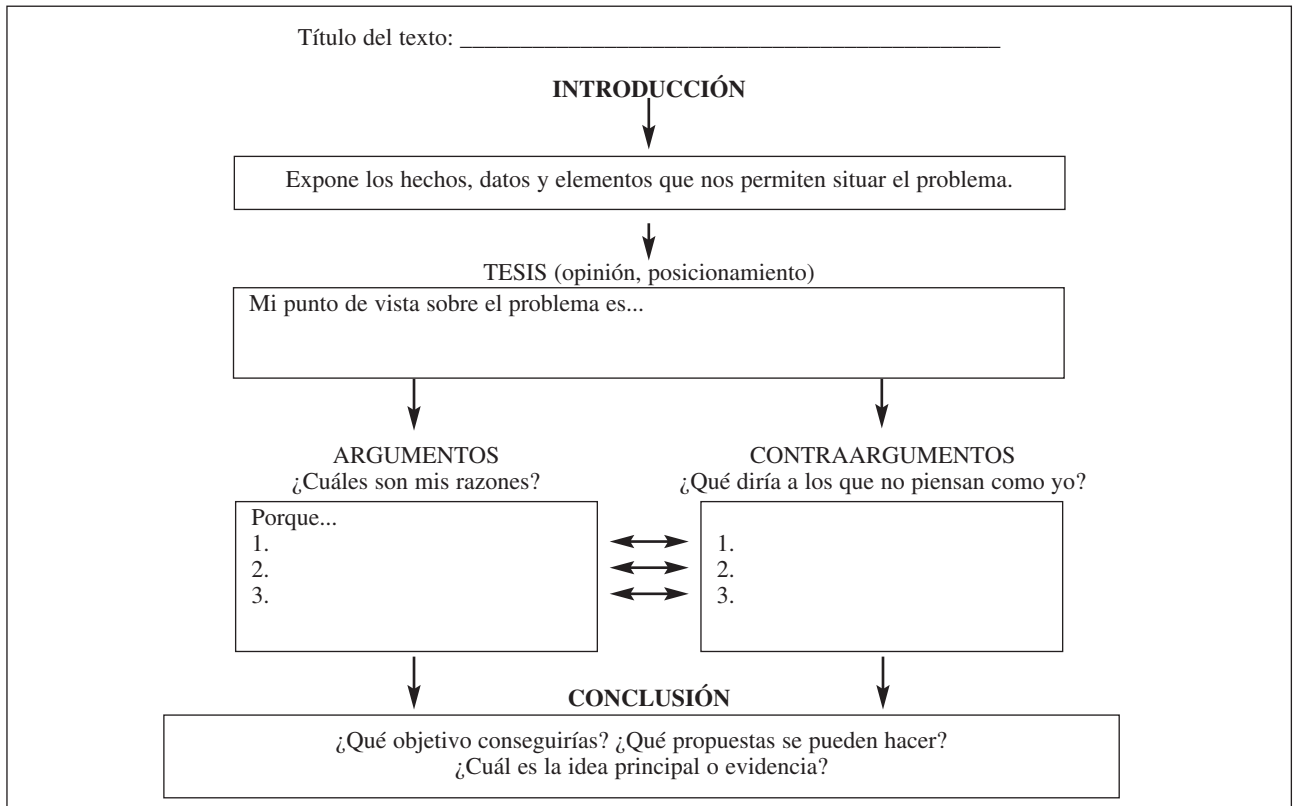 Título del texto: _____________________________________________
INTRODUCCIÓN
Expone los hechos, datos y elementos que nos permiten situar el problema.
TESIS (opinión, posicionamiento)
Mi punto de vista sobre el problema es...
ARGUMENTOS
¿Cuáles son mis razones?
Porque...
1.
2.
3.
CONTRAARGUMENTOS
¿Qué diría a los que no piensan como yo?
1.
2.
3.
CONCLUSIÓN
¿Qué objetivo conseguirías? ¿Qué propuestas se pueden hacer?
¿Cuál es la idea principal o evidencia?